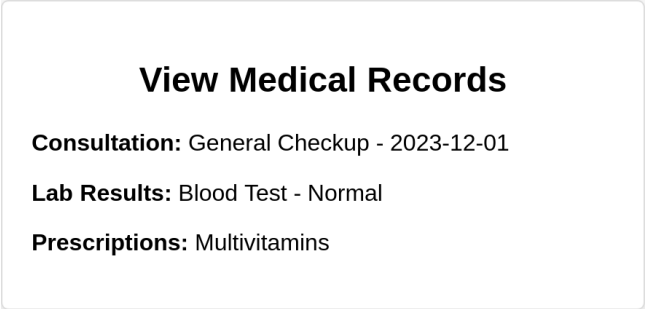 View Medical Records
Consultation: General Checkup - 2023-12-01
Lab Results: Blood Test - Normal
Prescriptions: Multivitamins